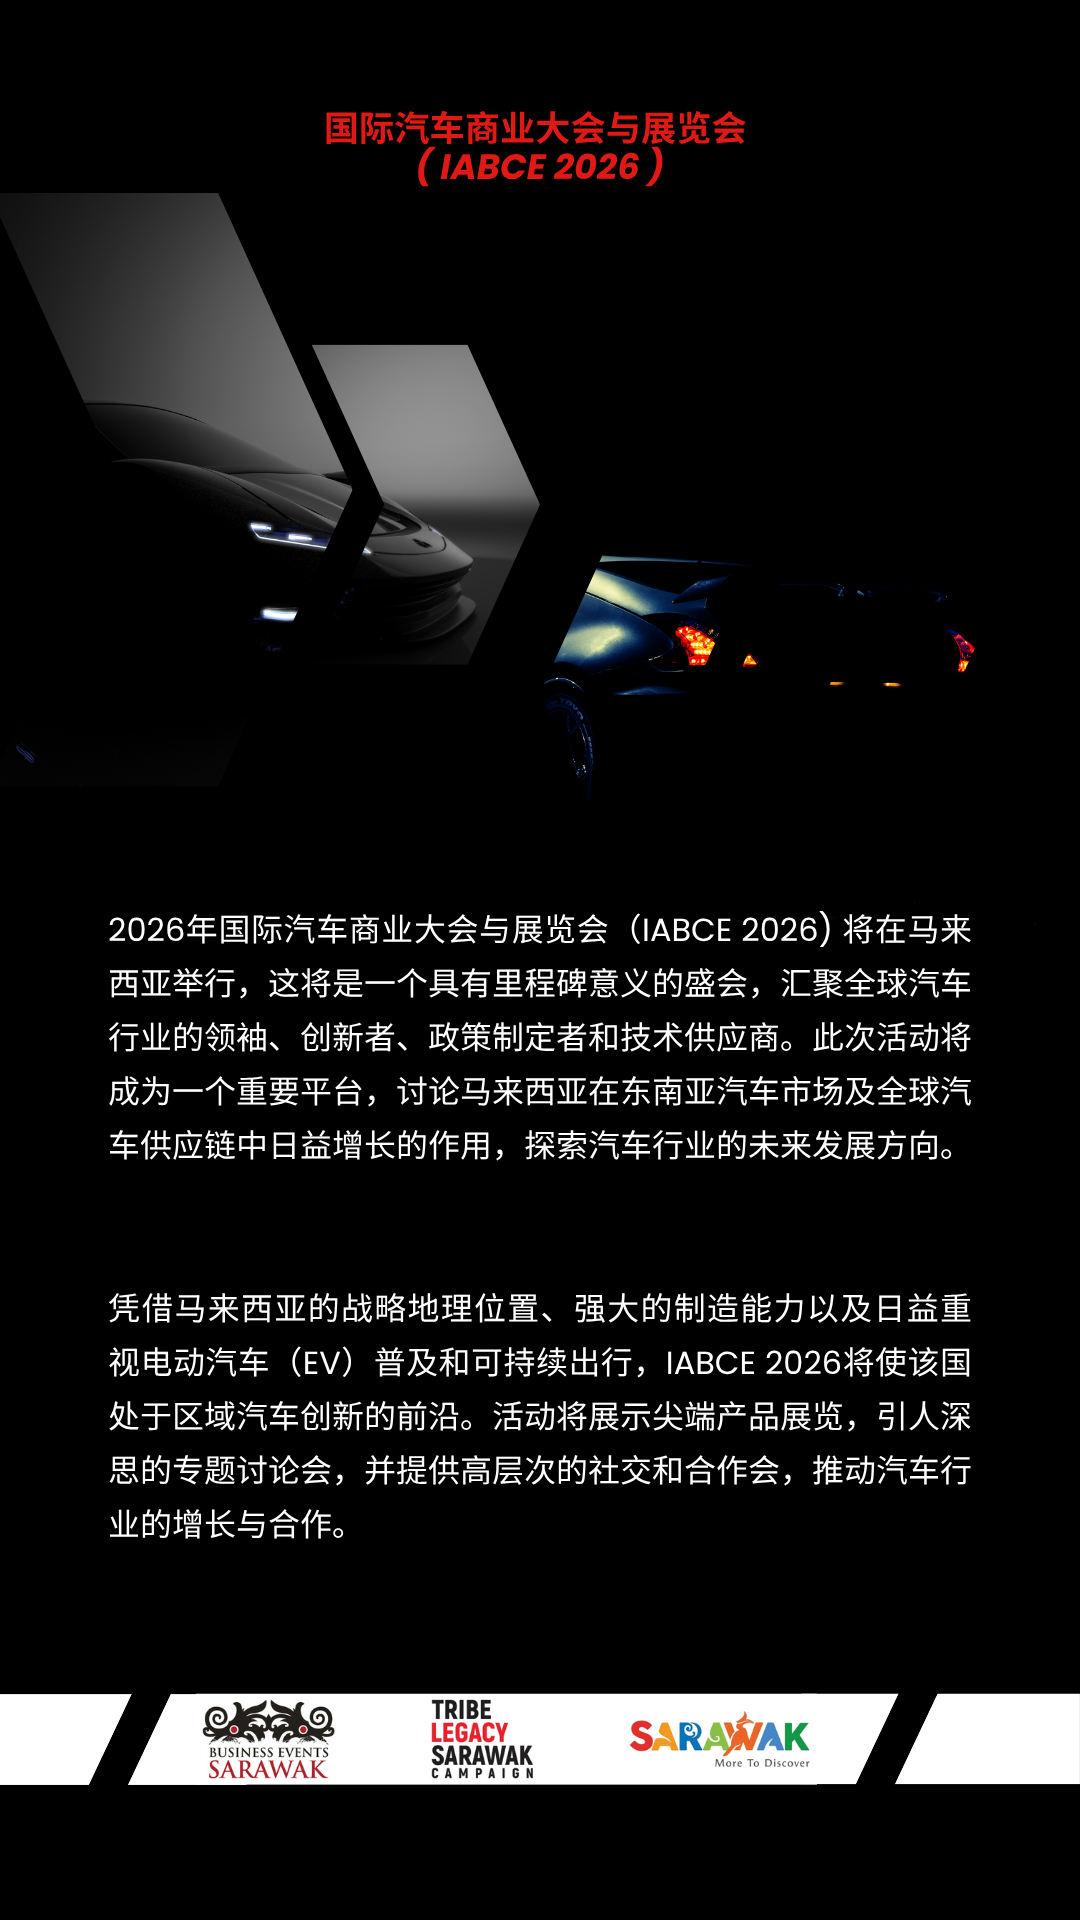 国际汽车商业大会与展览会
( IABCE 2026 )
2026年国际汽车商业大会与展览会（IABCE 2026) 将在马来
西亚举行，这将是一个具有里程碑意义的盛会，汇聚全球汽车
行业的领袖、创新者、政策制定者和技术供应商。此次活动将
成为一个重要平台，讨论马来西亚在东南亚汽车市场及全球汽
车供应链中日益增长的作用，探索汽车行业的未来发展方向。
凭借马来西亚的战略地理位置、强大的制造能力以及日益重
视电动汽车（EV）普及和可持续出行，IABCE 2026将使该国
处于区域汽车创新的前沿。活动将展示尖端产品展览，引人深
思的专题讨论会，并提供高层次的社交和合作会，推动汽车行
业的增长与合作。
BUSINESS EVENTS
SARAWAK
TRIBE
LEGACY
SARAWAK
CAMPAIGN
SARAWAK
More To Discover